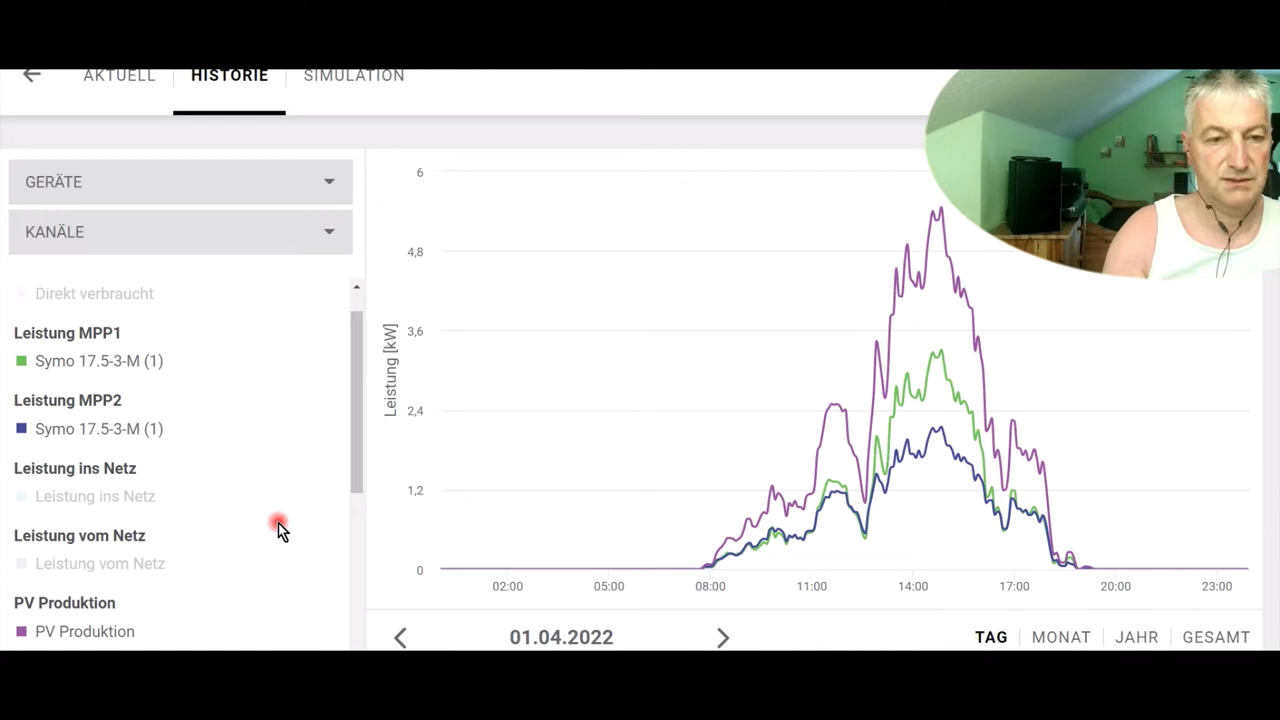 AKTUELL
HISTORIE
SIMULATION
GERÄTE
KANÄLE
Direkt verbraucht
Leistung MPP1
Symo 17.5-3-M (1)
Leistung MPP2
Symo 17.5-3-M (1)
Leistung ins Netz
Leistung ins Netz
Leistung vom Netz
Leistung vom Netz
PV Produktion
PV Produktion
Leistung [kW]
6
4,8
3,6
2,4
1,2
0
02:00 05:00 08:00 11:00 14:00 17:00 20:00 23:00
01.04.2022
TAG MONAT JAHR GESAMT